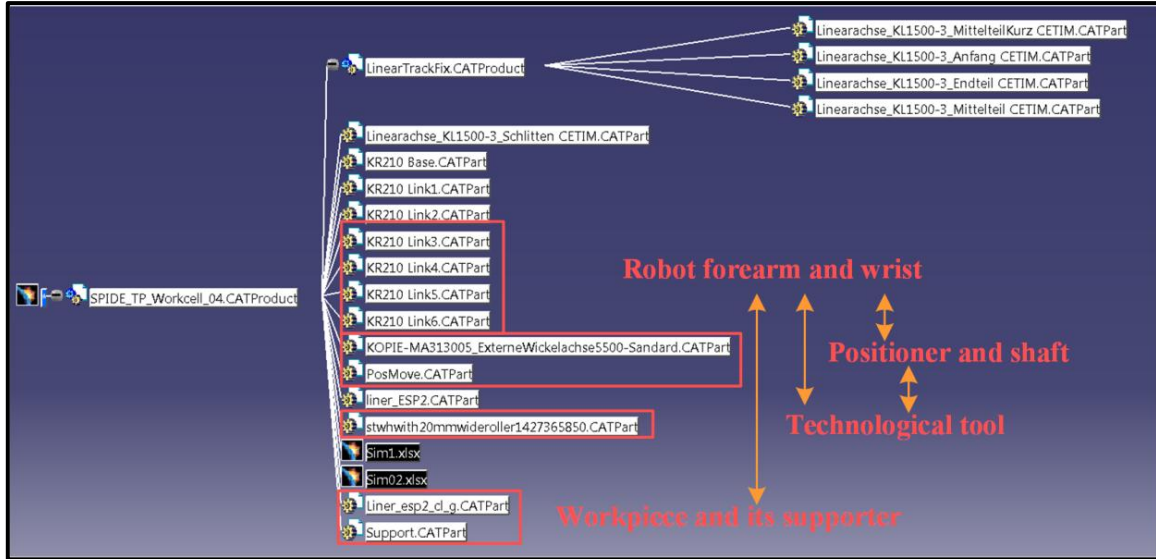 Linearachse_KL1500-3_MittelteilKurz CETIM.CATPart
LinearTrackFix.CATProduct
Linearachse_KL1500-3_Anfang CETIM.CATPart
Linearachse_KL1500-3_Endteil CETIM.CATPart
Linearachse_KL1500-3_Mittelteil CETIM.CATPart
Linearachse_KL1500-3_Schlitten CETIM.CATPart
KR210 Base.CATPart
KR210 Link1.CATPart
KR210 Link2.CATPart
KR210 Link3.CATPart
KR210 Link4.CATPart
Robot forearm and wrist
KR210 Link5.CATPart
SPIDE_TP_Workcell_04.CATProduct
KR210 Link6.CATPart
KOPIE-MA313005_ExterneWickelachse5500-Sandard.CATPart
Positioner and shaft
PosMove.CATPart
liner_ESP2.CATPart
stwhwith20mmwideroller1427365850.CATPart
Technological tool
Sim1.xlsx
Sim02.xlsx
Liner_esp2_cl_g.CATPart
Workpiece and its supporter
Support.CATPart